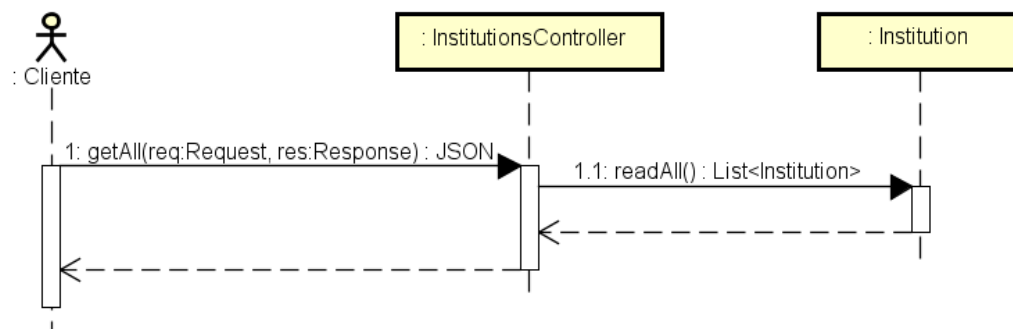 : InstitutionsController
: Institution
: Cliente
1: getAll(req:Request, res:Response) : JSON
1.1: readAll() : List<Institution>